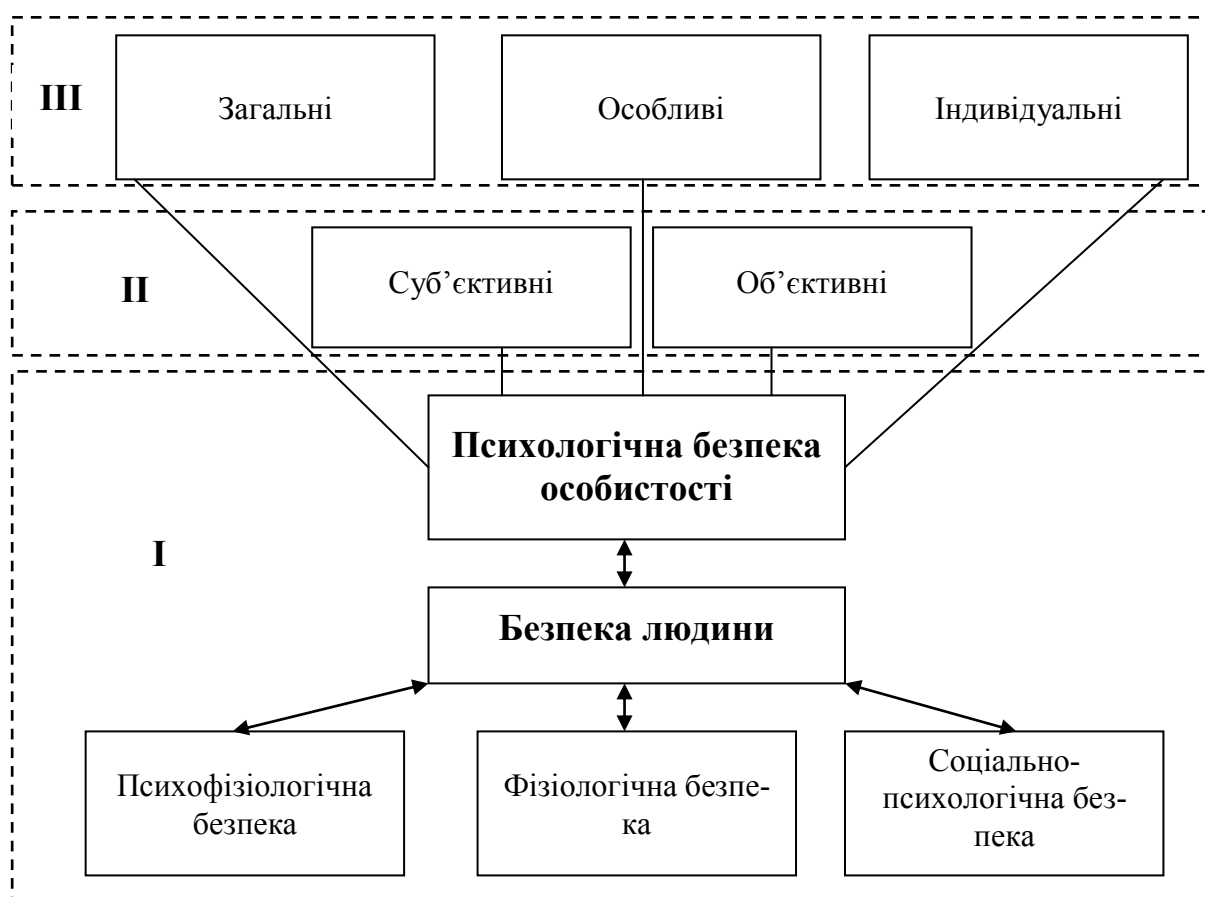 III
Загальні
Особливі
Індивідуальні
II
Суб’єктивні
Об’єктивні
Психологічна безпека
особистості
I
Безпека людини
Психофізіологічна
безпека
Фізіологічна безпе-
ка
Соціально-
психологічна без-
пека